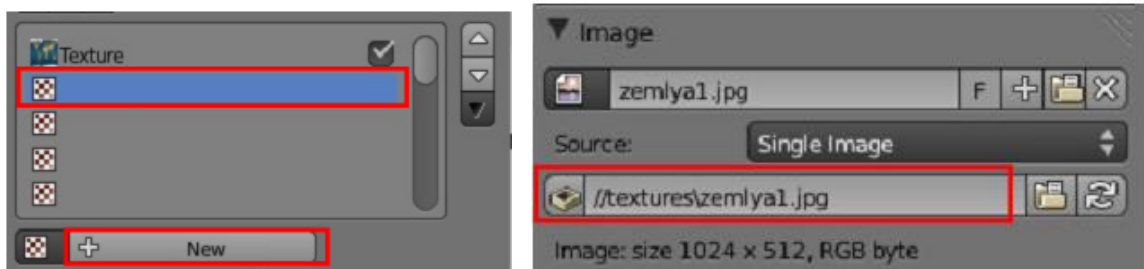 Texture
New
Image
zemlya1.jpg F
Source: Single Image
//textures\zemlya1.jpg
Image: size 1024 x 512, RGB byte